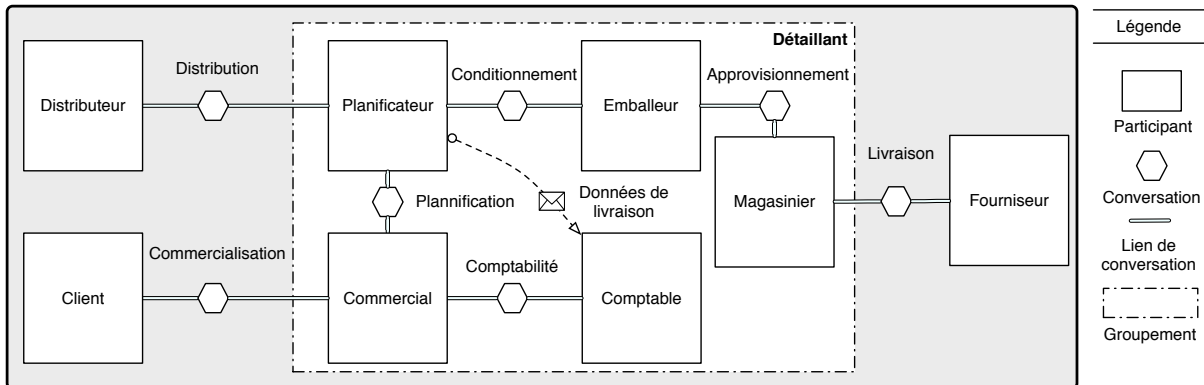 Détaillant
Distribution
Conditionnement
Approvisionnement
Distributeur
Planificateur
Emballeur
Livraison
Plannification
Données de
livraison
Magasinier
Fourniseur
Commercialisation
Comptabilité
Client
Commercial
Comptable
Légende
Participant
Conversation
Lien de
conversation
Groupement